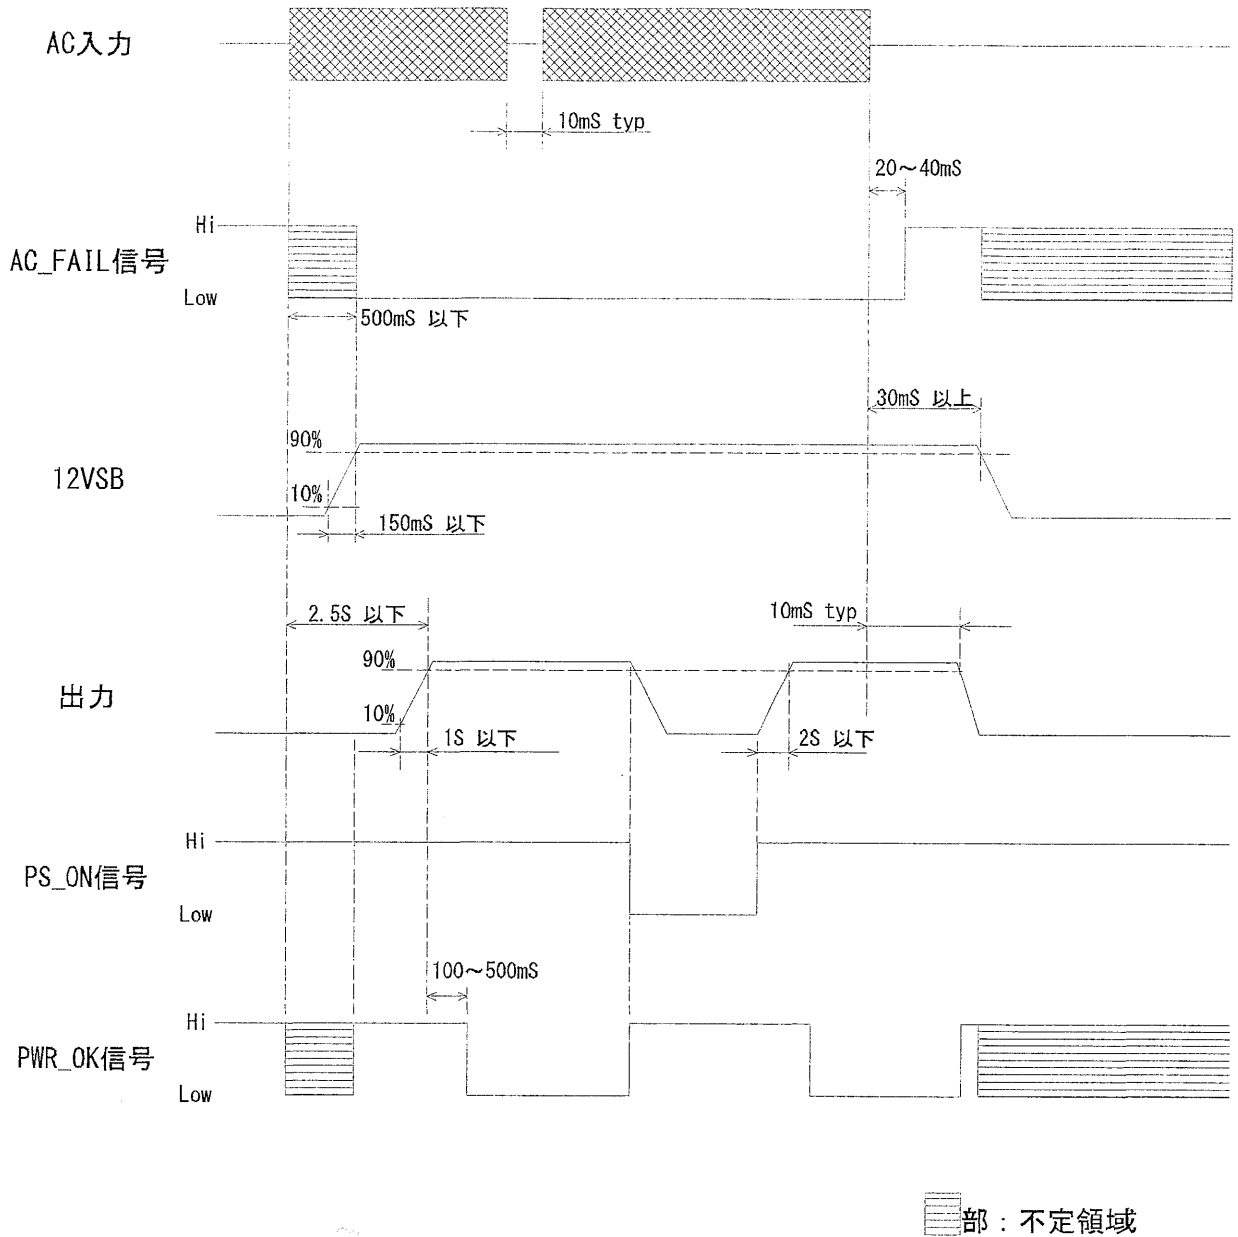 AC入力
10mS typ
20～40mS
Hi
AC_FAIL信号
Low
500mS 以下
30mS 以上
90%
12VSB
10%
150mS 以下
2.5S 以下
10mS typ
90%
出力
10%
1S 以下
2S 以下
Hi
PS_ON信号
Low
100～500mS
Hi
PWR_OK信号
Low
部：不定領域